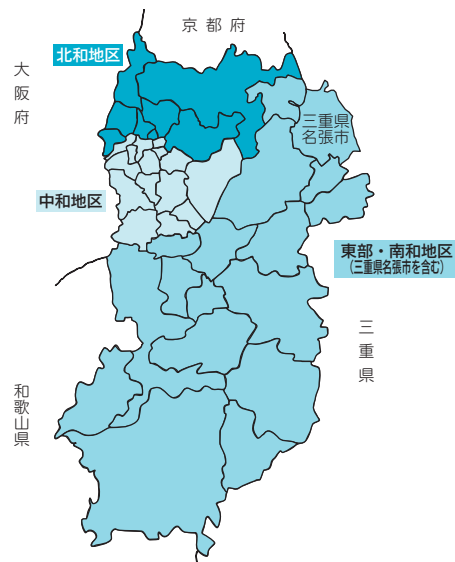 京都府
北和地区
大阪府
三重県
名張市
中和地区
東部・南和地区
（三重県名張市を含む）
三重県
和歌山県